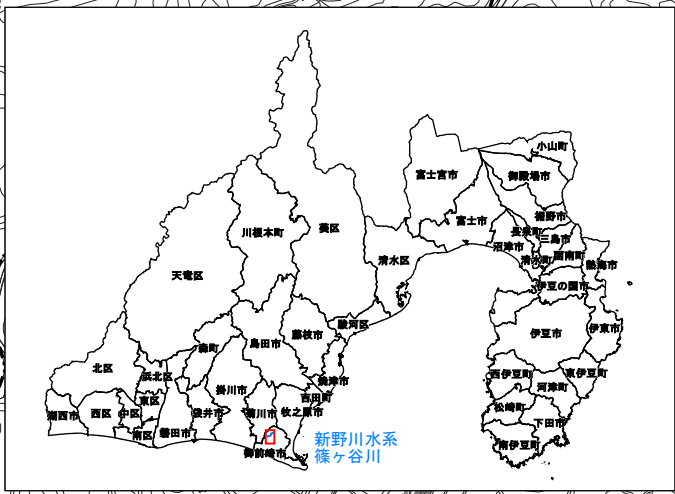 小山町
富士宮市
御殿場市
裾野市
富士市
長泉町
三島市
沼津市
函南町
清水町
熱海市
伊豆の国市
川根本町
葵区
清水区
天竜区
駿河区
伊豆市
伊東市
島田市
藤枝市
森町
北区
浜北区
西伊豆町
東伊豆町
焼津市
河津町
掛川市
吉田町
東区
松崎町
湖西市
西区
中区
袋井市
菊川市
牧之原市
下田市
南区
磐田市
南伊豆町
御前崎市
新野川水系
篠ヶ谷川